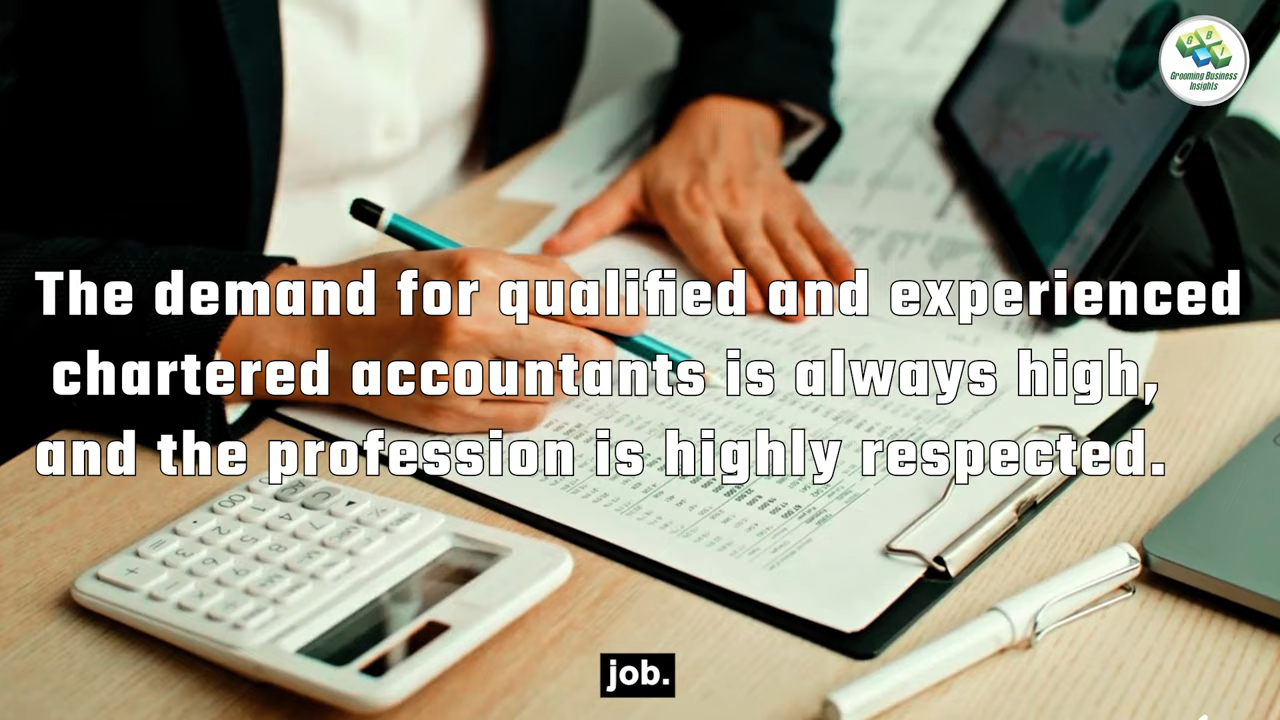 G B I
Grooming Business
Insights
The demand for qualified and experienced
chartered accountants is always high,
and the profession is highly respected.
job.